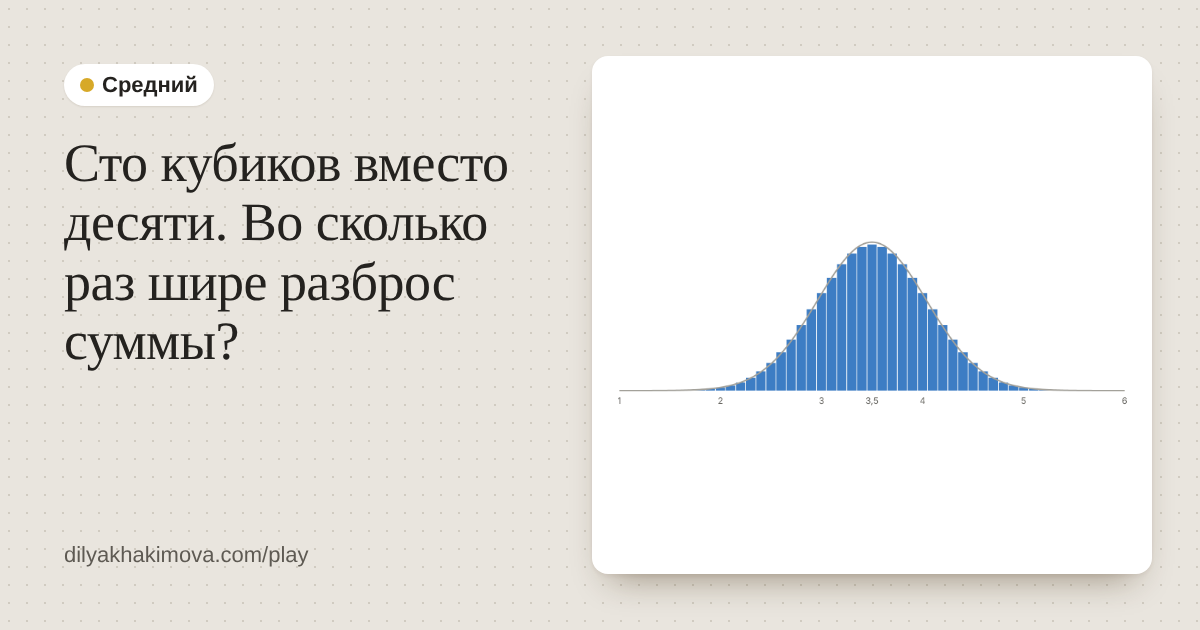 Средний
Сто кубиков вместо
десяти. Во сколько
раз шире разброс
суммы?
1 2 3 3,5 4 5 6
dilyakhakimova.com/play